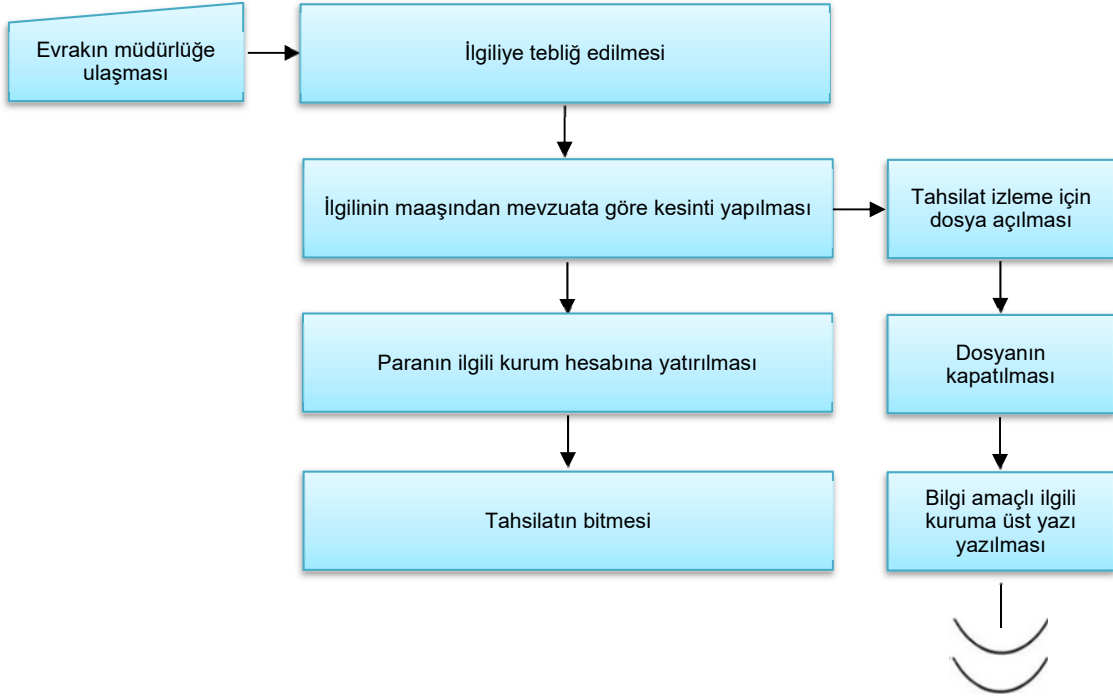 Evrakın müdürlüğe
ulaşması
İlgiliye tebliğ edilmesi
İlgilinin maaşından mevzuata göre kesinti yapılması
Tahsilat izleme için
dosya açılması
Paranın ilgili kurum hesabına yatırılması
Dosyanın
kapatılması
Tahsilatın bitmesi
Bilgi amaçlı ilgili
kuruma üst yazı
yazılması